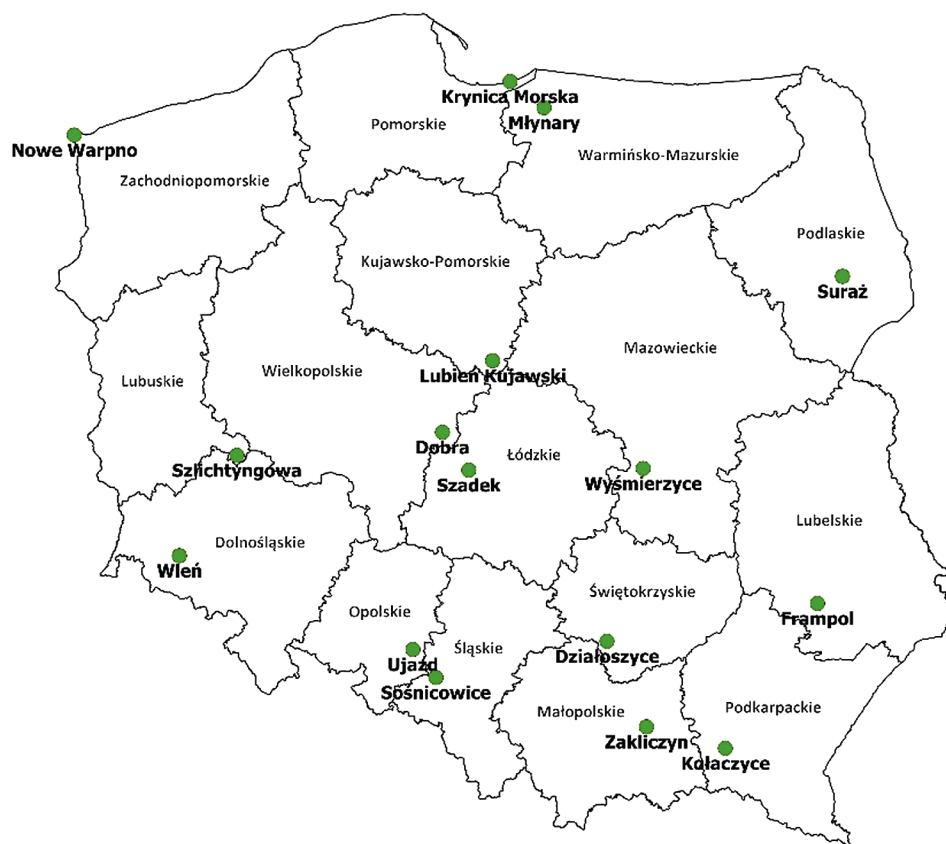 Krynica Morska
Pomorskie
Młynary
Nowe Warpno
Warmińsko-Mazurskie
Zachodniopomorskie
Podlaskie
Kujawsko-Pomorskie
Suraż
Mazowieckie
Wielkopolskie
Lubień Kujawski
Lubuskie
Dobra
Łódzkie
Szlichtyngowa
Szadek
Wyśmierzyce
Lubelskie
Dolnośląskie
Wleń
Świętokrzyskie
Opolskie
Frampol
Śląskie
Działoszyce
Ujazd
Sośnicowice
Podkarpackie
Małopolskie
Zakliczyn
Kołaczyce